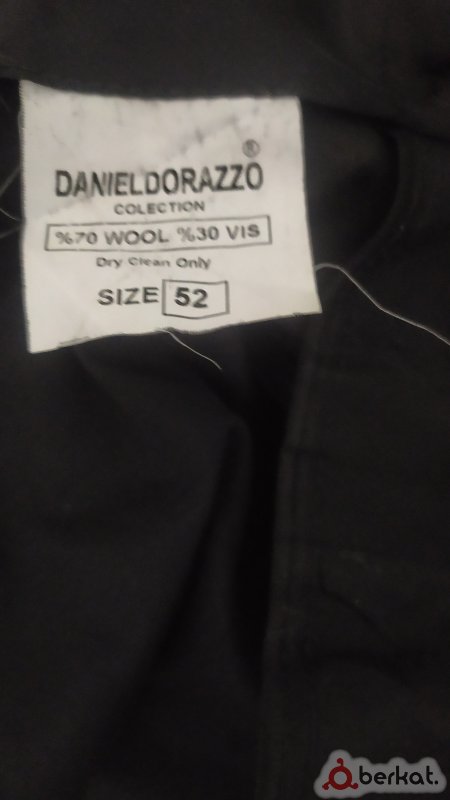 ®
DANIELDORAZZO
COLECTION
%70 WOOL %30 VIS
Dry Clean Only
SIZE 52
berkat.